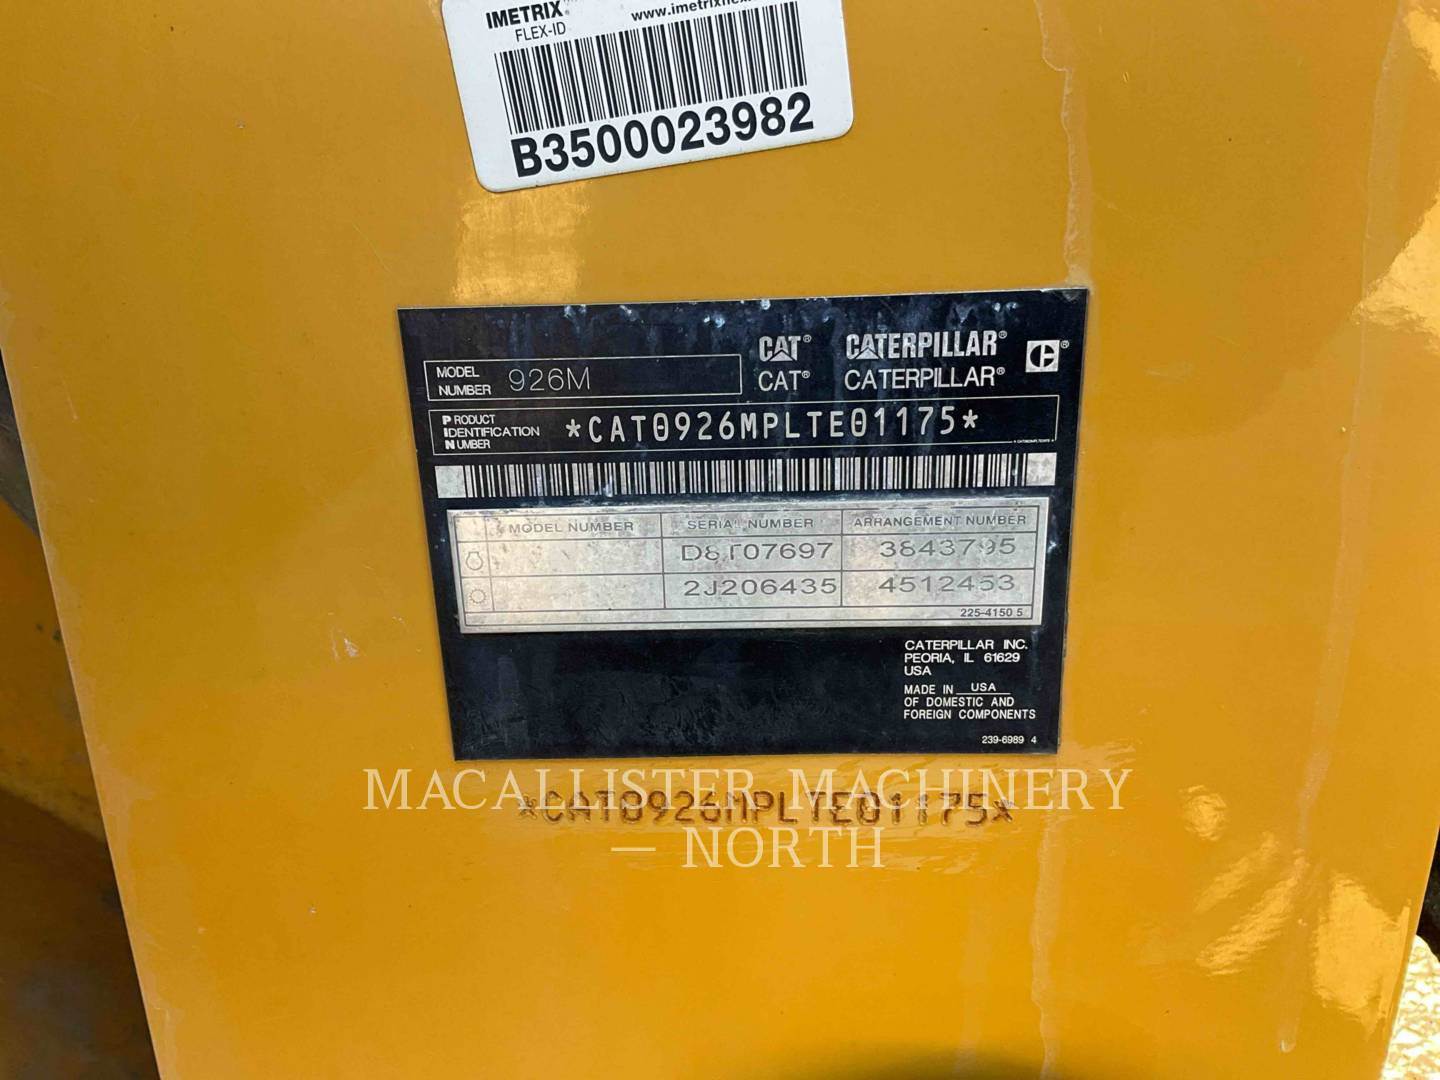 IMETRIX
FLEX-ID
B3500023982
CAT® CATERPILLAR®
CAT® CATERPILLAR®
MODEL
NUMBER 926M
PRODUCT
IDENTIFICATION
NUMBER
*CAT0926MPLTE01175*
MODEL NUMBER SERIAL NUMBER ARRANGEMENT NUMBER
D8T07697 3843795
2J206435 4512453
225-4150 5
CATERPILLAR INC.
PEORIA, IL 61629
USA
MADE IN USA
OF DOMESTIC AND
FOREIGN COMPONENTS
239-6989 4
MACALLISTER MACHINERY
*CAT0926MPLTE01175*
— NORTH